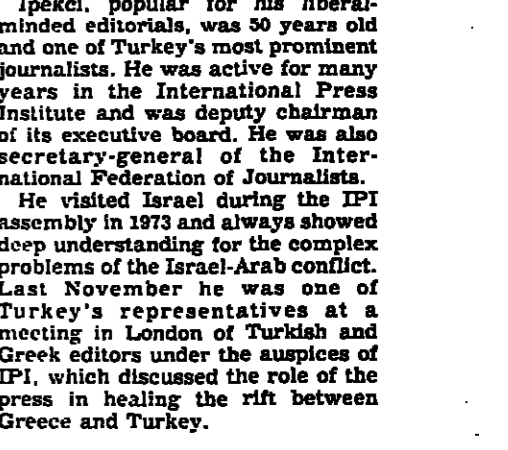 Ipekci, popular for his liberal-
minded editorials, was 50 years old
and one of Turkey's most prominent
journalists. He was active for many
years in the International Press
Institute and was deputy chairman
of its executive board. He was also
secretary-general of the Inter-
national Federation of Journalists.
He visited Israel during the IPI
assembly in 1973 and always showed
deep understanding for the complex
problems of the Israel-Arab conflict.
Last November he was one of
Turkey's representatives at a
meeting in London of Turkish and
Greek editors under the auspices of
IPI, which discussed the role of the
press in healing the rift between
Greece and Turkey.